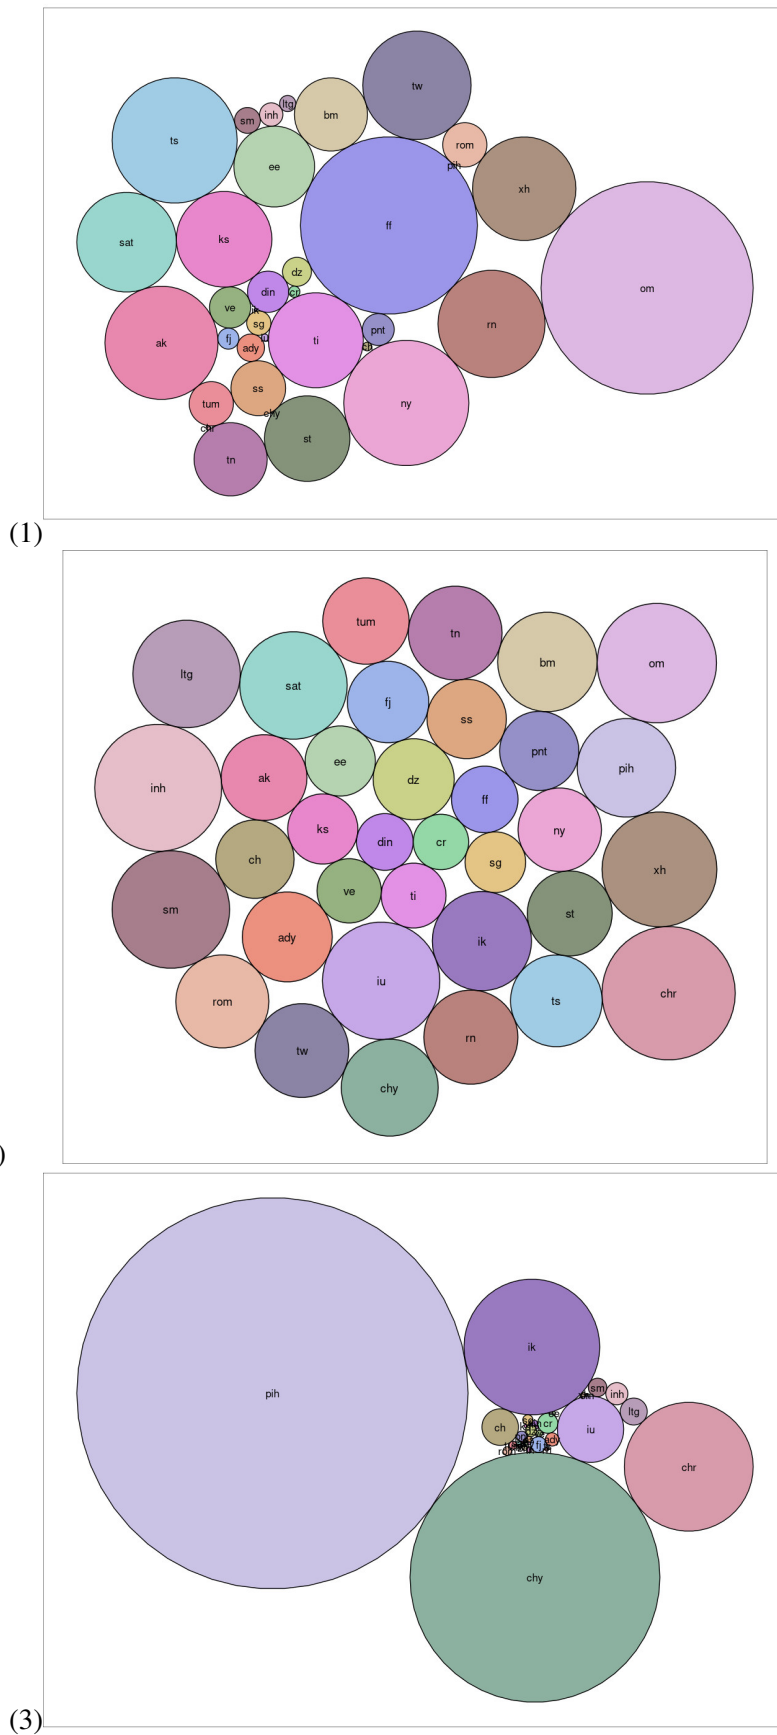 tw
ltg
inh
sm
bm
rom
ts
ee
pih
xh
ff
sat
ks
dz
om
din
cr
ve
sg
rn
pnt
fj
ti
ak
ady
ss
tum
ny
chy
chr
st
tn
(1)
tum
tn
bm
om
ltg
sat
fj
ss
pnt
pih
ee
ak
dz
inh
ff
ks
ny
din
cr
ch
sg
xh
ve
ti
sm
st
ady
ik
iu
chr
rom
ts
rn
tw
chy
)
ik
sm
inh
pih
ltg
ch
cr
iu
ady
fj
chr
chy
(3)